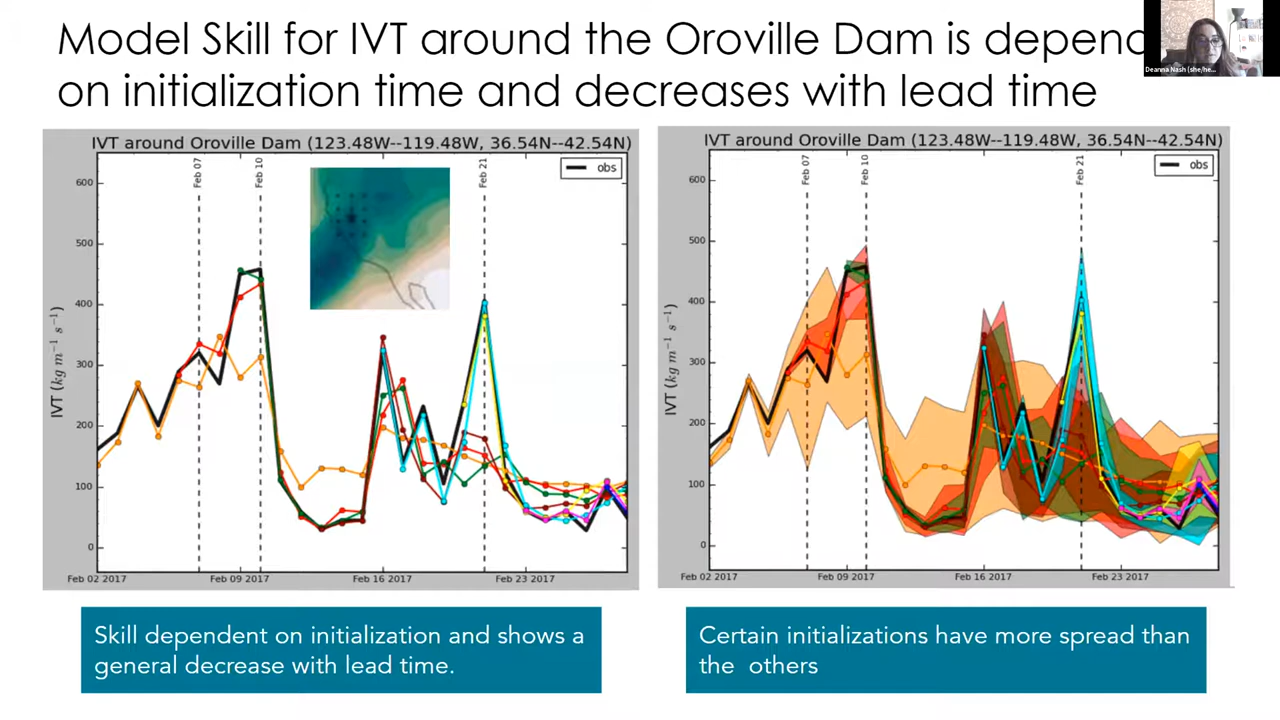 Model Skill for IVT around the Oroville Dam is depend
on initialization time and decreases with lead time
Deanna Nash (she/he...
IVT around Oroville Dam (123.48W--119.48W, 36.54N--42.54N)
obs
Feb 07
Feb 10
Feb 21
600
500
400
300
200
100
0
IVT (kg m⁻¹ s⁻¹)
Feb 02 2017
Feb 09 2017
Feb 16 2017
Feb 23 2017
IVT around Oroville Dam (123.48W--119.48W, 36.54N--42.54N)
obs
Feb 07
Feb 10
Feb 21
600
500
400
300
200
100
0
IVT (kg m⁻¹ s⁻¹)
Feb 02 2017
Feb 09 2017
Feb 16 2017
Feb 23 2017
Skill dependent on initialization and shows a
general decrease with lead time.
Certain initializations have more spread than
the others